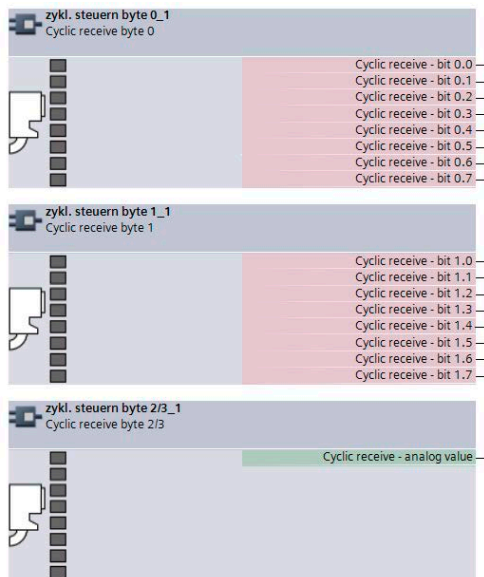 zykl. steuern byte 0_1
Cyclic receive byte 0
Cyclic receive - bit 0.0
Cyclic receive - bit 0.1
Cyclic receive - bit 0.2
Cyclic receive - bit 0.3
Cyclic receive - bit 0.4
Cyclic receive - bit 0.5
Cyclic receive - bit 0.6
Cyclic receive - bit 0.7
zykl. steuern byte 1_1
Cyclic receive byte 1
Cyclic receive - bit 1.0
Cyclic receive - bit 1.1
Cyclic receive - bit 1.2
Cyclic receive - bit 1.3
Cyclic receive - bit 1.4
Cyclic receive - bit 1.5
Cyclic receive - bit 1.6
Cyclic receive - bit 1.7
zykl. steuern byte 2/3_1
Cyclic receive byte 2/3
Cyclic receive - analog value